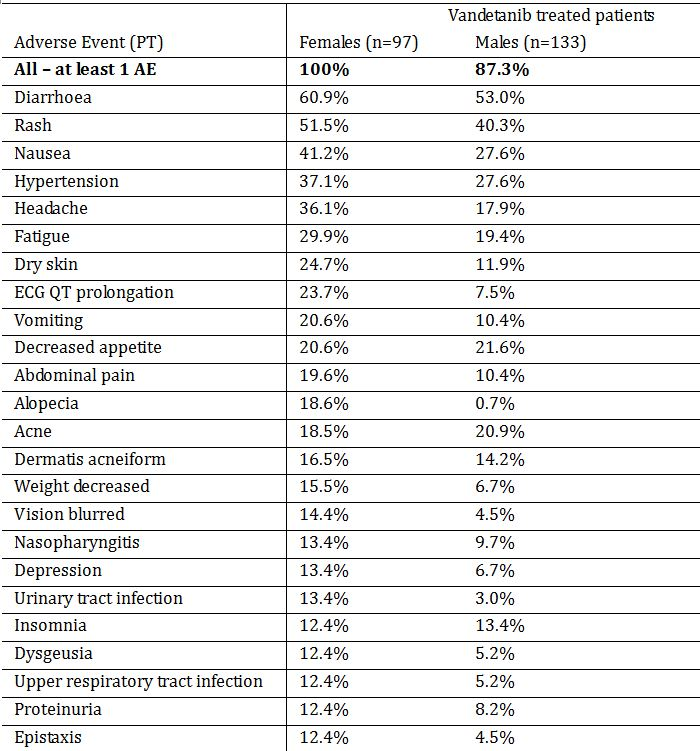 Vandetanib treated patients
Adverse Event (PT) Females (n=97) Males (n=133)
All – at least 1 AE 100% 87.3%
Diarrhoea 60.9% 53.0%
Rash 51.5% 40.3%
Nausea 41.2% 27.6%
Hypertension 37.1% 27.6%
Headache 36.1% 17.9%
Fatigue 29.9% 19.4%
Dry skin 24.7% 11.9%
ECG QT prolongation 23.7% 7.5%
Vomiting 20.6% 10.4%
Decreased appetite 20.6% 21.6%
Abdominal pain 19.6% 10.4%
Alopecia 18.6% 0.7%
Acne 18.5% 20.9%
Dermatis acneiform 16.5% 14.2%
Weight decreased 15.5% 6.7%
Vision blurred 14.4% 4.5%
Nasopharyngitis 13.4% 9.7%
Depression 13.4% 6.7%
Urinary tract infection 13.4% 3.0%
Insomnia 12.4% 13.4%
Dysgeusia 12.4% 5.2%
Upper respiratory tract infection 12.4% 5.2%
Proteinuria 12.4% 8.2%
Epistaxis 12.4% 4.5%